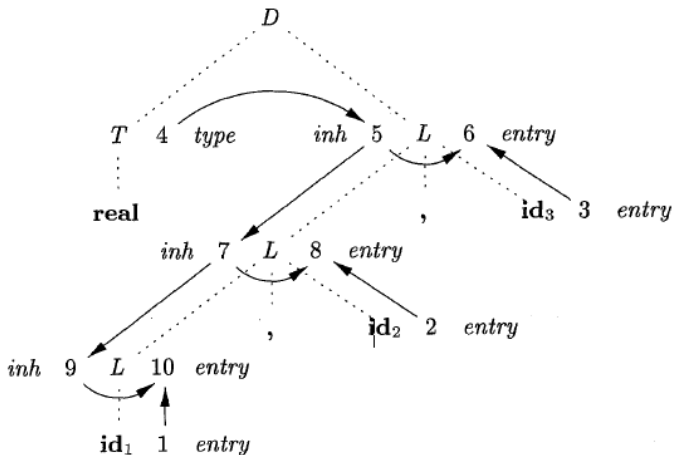 D
T 4 type inh 5 L 6 entry
real , id₃ 3 entry
inh 7 L 8 entry
, id₂ 2 entry
inh 9 L 10 entry
id₁ 1 entry